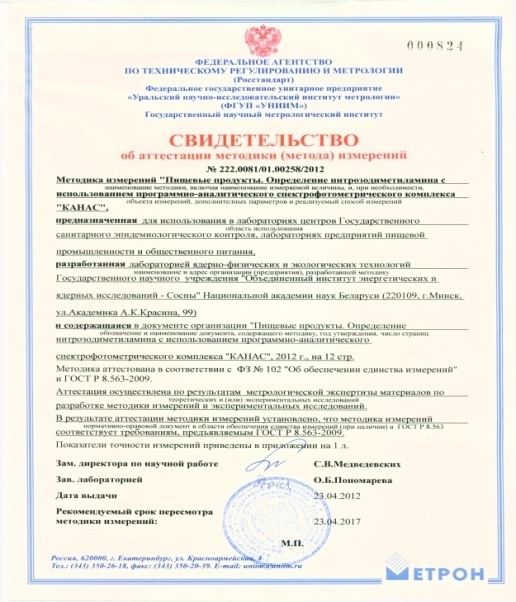 000824
ФЕДЕРАЛЬНОЕ АГЕНТСТВО
ПО ТЕХНИЧЕСКОМУ РЕГУЛИРОВАНИЮ И МЕТРОЛОГИИ
(Росстандарт)
Федеральное государственное унитарное предприятие
«Уральский научно-исследовательский институт метрологии»
(ФГУП «УНИИМ»)
Государственный научный метрологический институт
СВИДЕТЕЛЬСТВО
об аттестации методики (метода) измерений
№ 222.0081/01.00258/2012
Методика измерений "Пищевые продукты. Определение нитрозодиметиламина с
наименование методики, включая наименование измеряемой величины, и, при необходимости,
использованием программно-аналитического спектрофотометрического комплекса
объекта измерений, дополнительных параметров и реализуемый способ измерений
"КАНАС",
предназначенная для использования в лабораториях центров Государственного
область использования
санитарного эпидемиологического контроля, лабораториях предприятий пищевой
промышленности и общественного питания,
разработанная лабораторией ядерно-физических и экологических технологий
наименование и адрес организации (предприятия), разработавшей методику
Государственного научного учреждения "Объединенный институт энергетических и
ядерных исследований - Сосны" Национальной академии наук Беларуси (220109, г.Минск,
ул.Академика А.К.Красина, 99)
и содержащаяся в документе организации "Пищевые продукты. Определение
обозначение и наименование документа, содержащего методику, год утверждения, число страниц
нитрозодиметиламина с использованием программно-аналитического
спектрофотометрического комплекса "КАНАС", 2012 г., на 12 стр.
Методика аттестована в соответствии с ФЗ № 102 "Об обеспечении единства измерений"
и ГОСТ Р 8.563-2009.
Аттестация осуществлена по результатам метрологической экспертизы материалов по
теоретических и (или) экспериментальных исследований
разработке методики измерений и экспериментальных исследований.
В результате аттестации методики измерений установлено, что методика измерений
нормативно-правовой документ в области обеспечения единства измерений (при наличии) и ГОСТ Р 8.563
соответствует требованиям, предъявляемым ГОСТ Р 8.563-2009.
Показатели точности измерений приведены в приложении на 1 л.
Зам. директора по научной работе С.В.Медведевских
Зав. лабораторией О.Б.Пономарева
Дата выдачи 23.04.2012
Рекомендуемый срок пересмотра
методики измерений: 23.04.2017
М.П.
Россия, 620000, г. Екатеринбург, ул. Красноармейская, 4
Тел.: (343) 350-26-18, факс: (343) 350-20-39. E-mail: uniim@uniim.ru
МЕТРОН